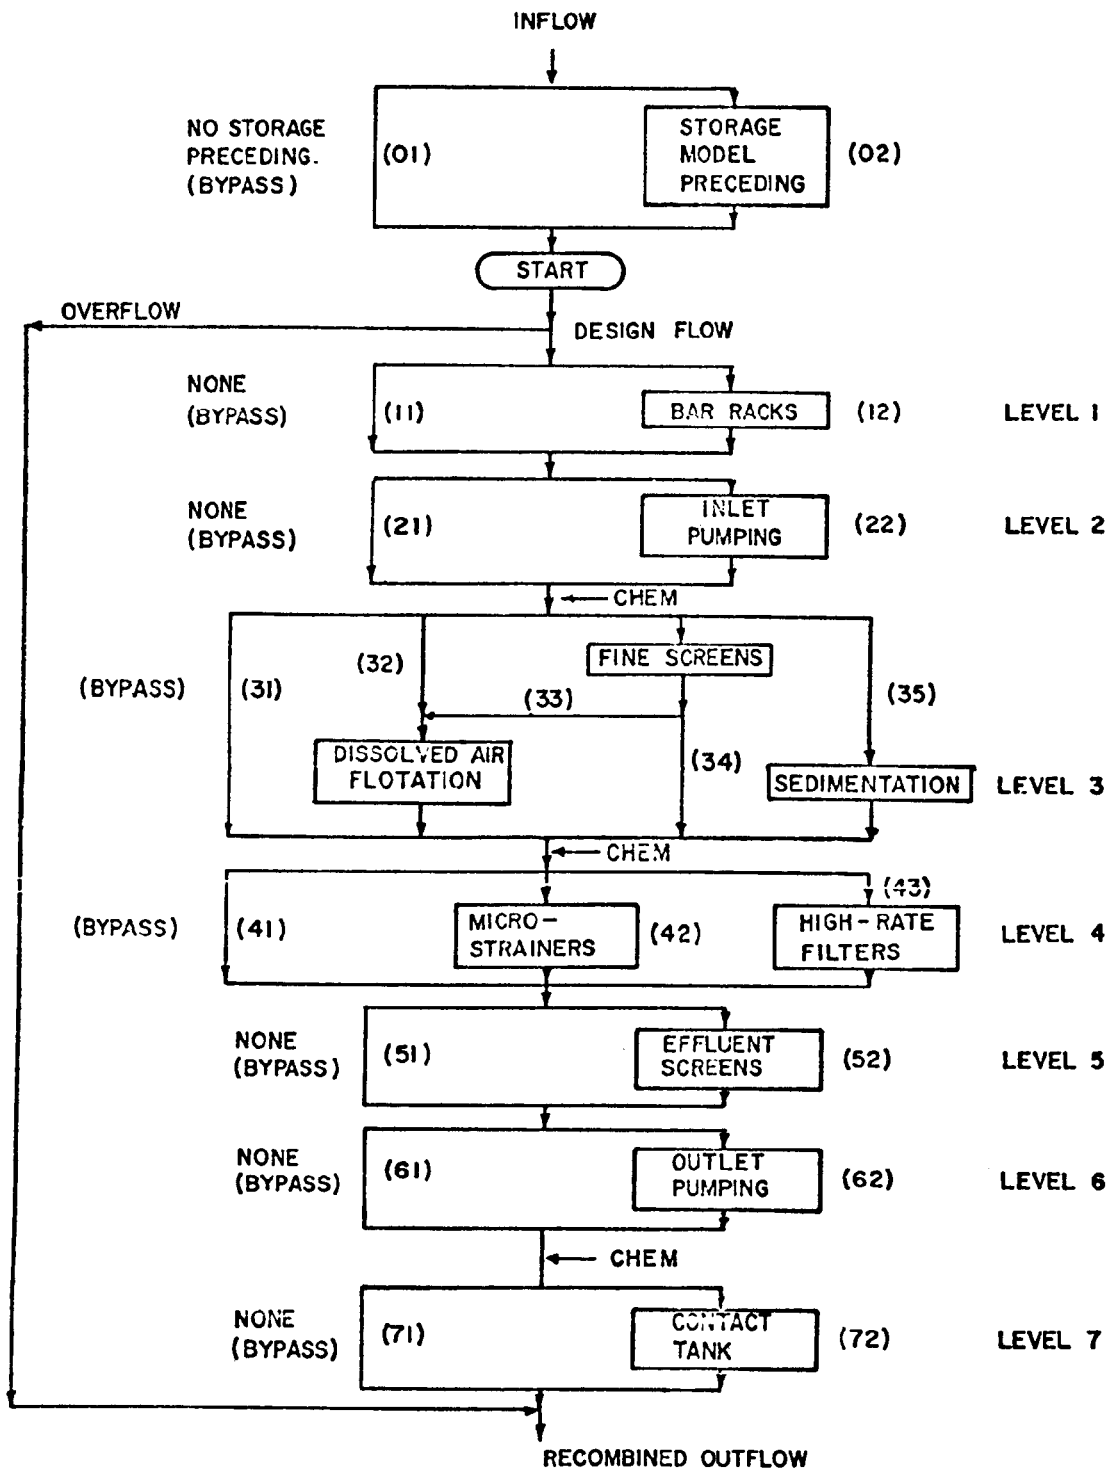 INFLOW
NO STORAGE
PRECEDING.
(BYPASS)
(01)
STORAGE
MODEL
PRECEDING
(02)
START
OVERFLOW
DESIGN FLOW
NONE
(BYPASS)
(11)
BAR RACKS
(12)
LEVEL 1
NONE
(BYPASS)
(21)
INLET
PUMPING
(22)
LEVEL 2
CHEM
(BYPASS)
(31)
(32)
FINE SCREENS
(33)
(34)
(35)
DISSOLVED AIR
FLOTATION
SEDIMENTATION
LEVEL 3
CHEM
(BYPASS)
(41)
MICRO-
STRAINERS
(42)
(43)
HIGH-RATE
FILTERS
LEVEL 4
NONE
(BYPASS)
(51)
EFFLUENT
SCREENS
(52)
LEVEL 5
NONE
(BYPASS)
(61)
OUTLET
PUMPING
(62)
LEVEL 6
CHEM
NONE
(BYPASS)
(71)
CONTACT
TANK
(72)
LEVEL 7
RECOMBINED OUTFLOW